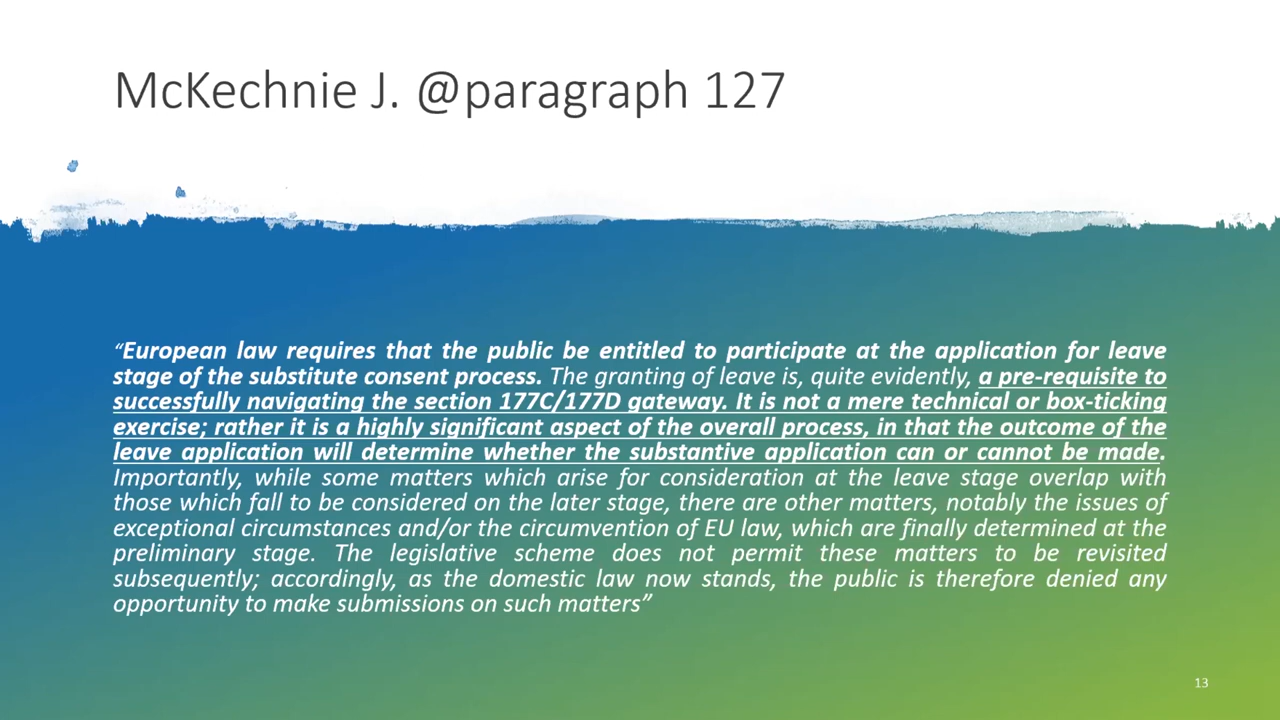 McKechnie J. @paragraph 127
“European law requires that the public be entitled to participate at the application for leave
stage of the substitute consent process. The granting of leave is, quite evidently, a pre-requisite to
successfully navigating the section 177C/177D gateway. It is not a mere technical or box-ticking
exercise; rather it is a highly significant aspect of the overall process, in that the outcome of the
leave application will determine whether the substantive application can or cannot be made.
Importantly, while some matters which arise for consideration at the leave stage overlap with
those which fall to be considered on the later stage, there are other matters, notably the issues of
exceptional circumstances and/or the circumvention of EU law, which are finally determined at the
preliminary stage. The legislative scheme does not permit these matters to be revisited
subsequently; accordingly, as the domestic law now stands, the public is therefore denied any
opportunity to make submissions on such matters”
13